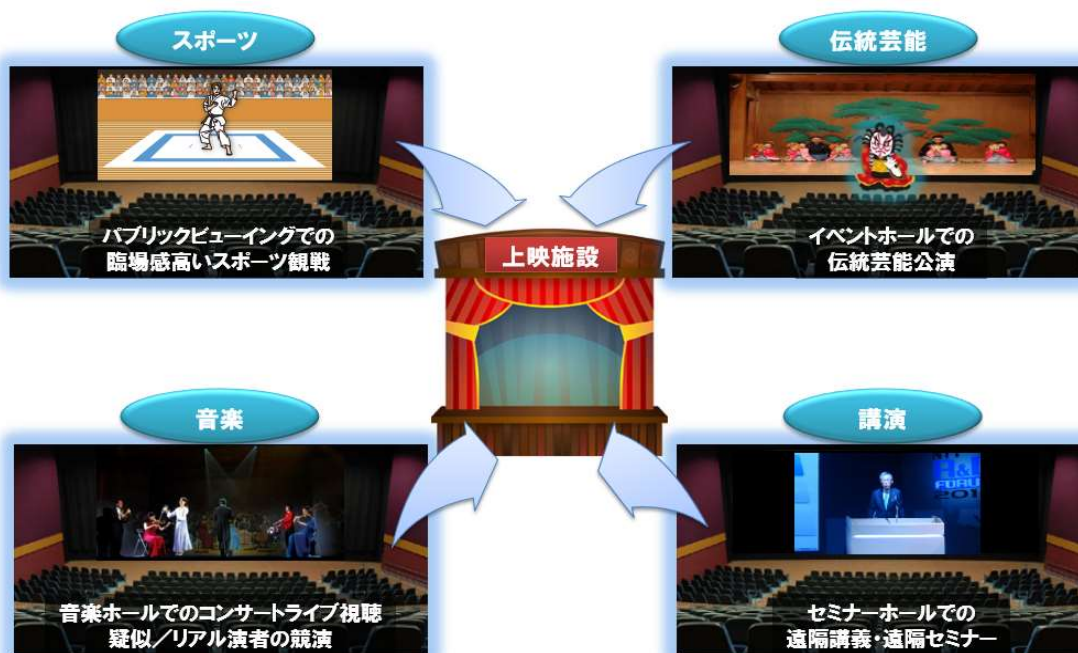 スポーツ
パブリックビューイングでの
臨場感高いスポーツ観戦
伝統芸能
イベントホールでの
伝統芸能公演
上映施設
音楽
音楽ホールでのコンサートライブ視聴
疑似／リアル演者の競演
講演
FORU
201
セミナーホールでの
遠隔講義・遠隔セミナー